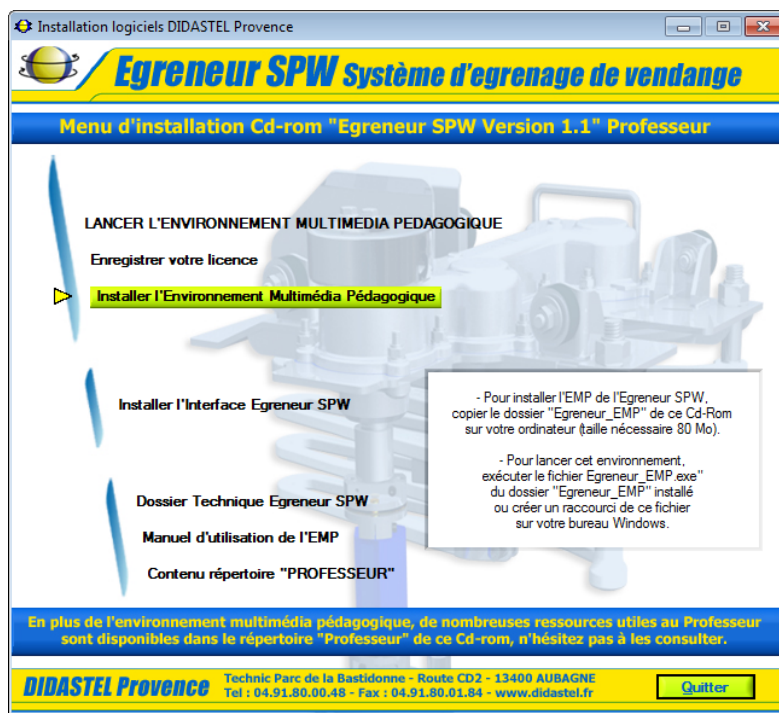 Installation logiciels DIDASTEL Provence
Egreneur SPW Système d'egrenage de vendange
Menu d'installation Cd-rom "Egreneur SPW Version 1.1" Professeur
LANCER L'ENVIRONNEMENT MULTIMEDIA PEDAGOGIQUE
Enregistrer votre licence
Installer l'Environnement Multimédia Pédagogique
Installer l'Interface Egreneur SPW
- Pour installer l'EMP de l'Egreneur SPW,
copier le dossier "Egreneur_EMP" de ce Cd-Rom
sur votre ordinateur (taille nécessaire 80 Mo).
- Pour lancer cet environnement,
exécuter le fichier Egreneur_EMP.exe"
du dossier "Egreneur_EMP" installé
ou créer un raccourci de ce fichier
sur votre bureau Windows.
Dossier Technique Egreneur SPW
Manuel d'utilisation de l'EMP
Contenu répertoire "PROFESSEUR"
En plus de l'environnement multimédia pédagogique, de nombreuses ressources utiles au Professeur
sont disponibles dans le répertoire "Professeur" de ce Cd-rom, n'hésitez pas à les consulter.
DIDASTEL Provence
Technic Parc de la Bastidonne - Route CD2 - 13400 AUBAGNE
Tel : 04.91.80.00.48 - Fax : 04.91.80.01.84 - www.didastel.fr
Quitter